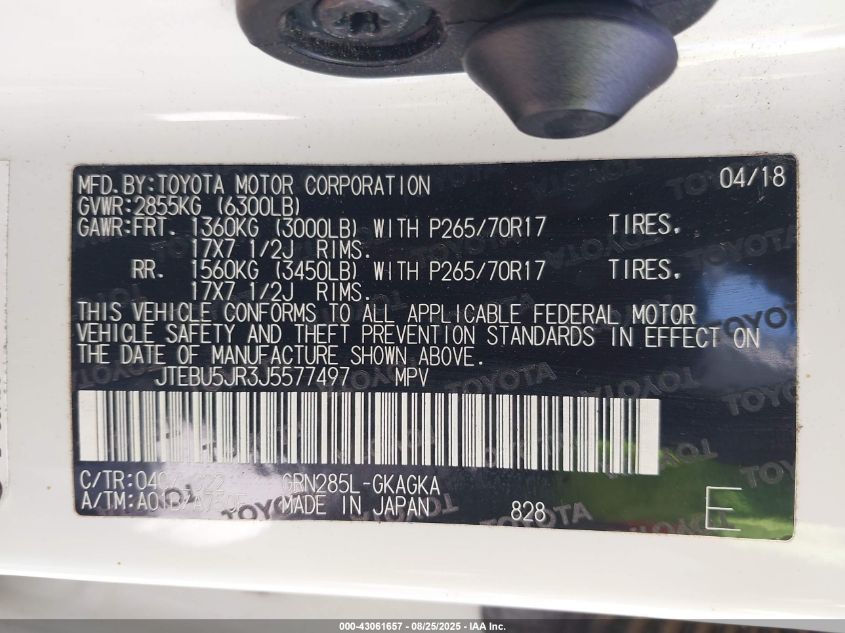 MFD.BY:TOYOTA MOTOR CORPORATION 04/18
GVWR:2855KG (6300LB)
GAWR:FRT. 1360KG (3000LB) WITH P265/70R17 TIRES.
17X7 1/2J RIMS.
RR. 1560KG (3450LB) WITH P265/70R17 TIRES.
17X7 1/2J RIMS.
THIS VEHICLE CONFORMS TO ALL APPLICABLE FEDERAL MOTOR
VEHICLE SAFETY AND THEFT PREVENTION STANDARDS IN EFFECT ON
THE DATE OF MANUFACTURE SHOWN ABOVE.
JTEBU5JR3J5577497 MPV
C/TR: GRN285L-GKAGKA
A/TM: MADE IN JAPAN 828 E
TOYOTA
000-43061657 - 08/25/2025 - IAA Inc.